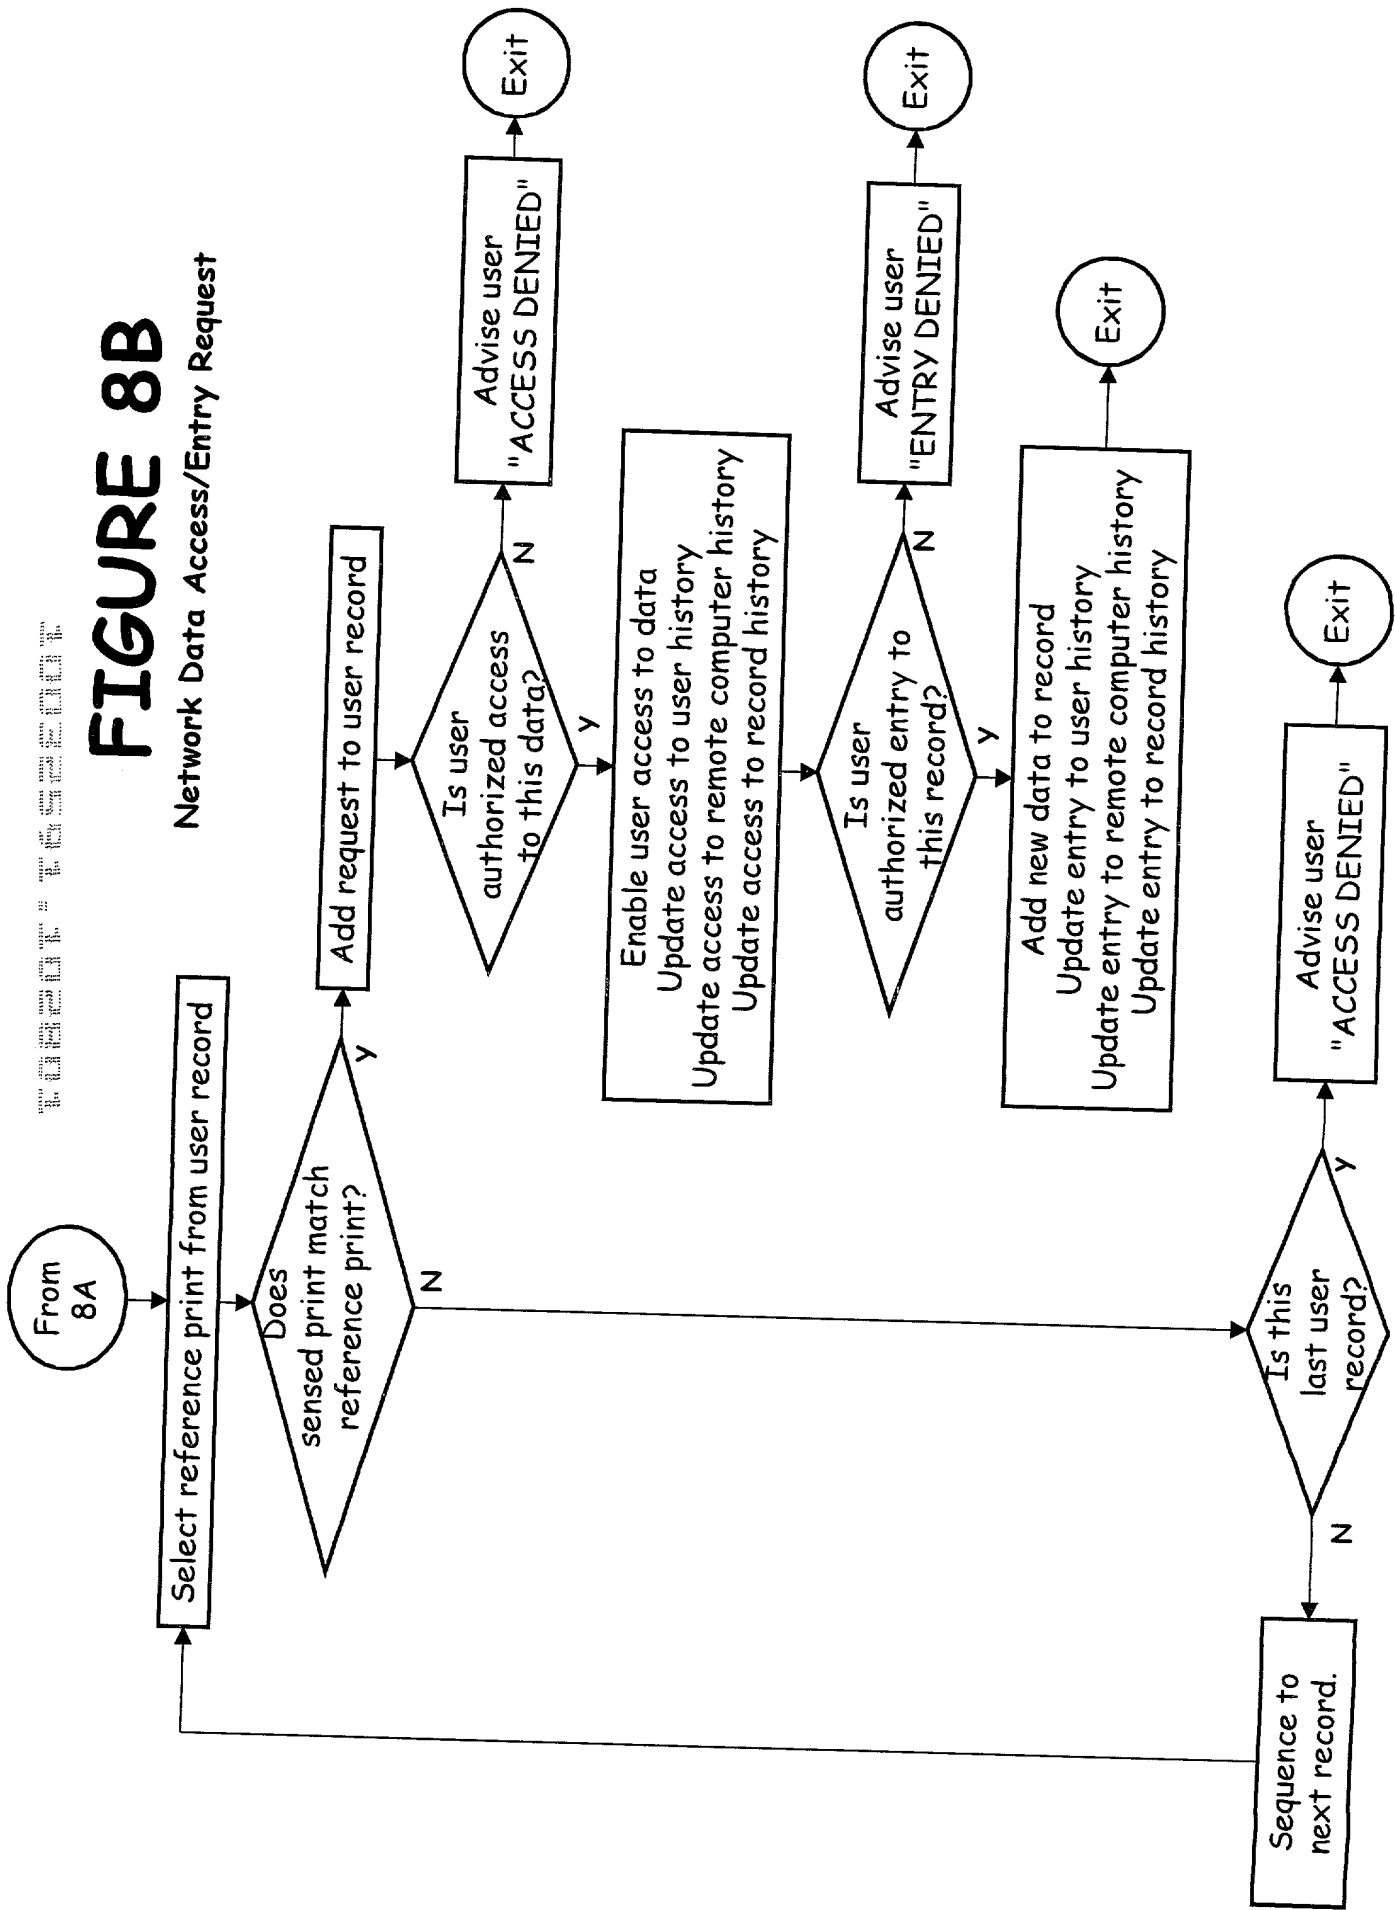 FIGURE 8B
Network Data Access/Entry Request
From
8A
Select reference print from user record
Does
sensed print match
reference print?
Y
N
Add request to user record
Is user
authorized access
to this data?
N
Y
Advise user
"ACCESS DENIED"
Exit
Enable user access to data
Update access to user history
Update access to remote computer history
Update access to record history
Is user
authorized entry to
this record?
N
Y
Advise user
"ENTRY DENIED"
Exit
Add new data to record
Update entry to user history
Update entry to remote computer history
Update entry to record history
Exit
Is this
last user
record?
Y
N
Advise user
"ACCESS DENIED"
Exit
Sequence to
next record.